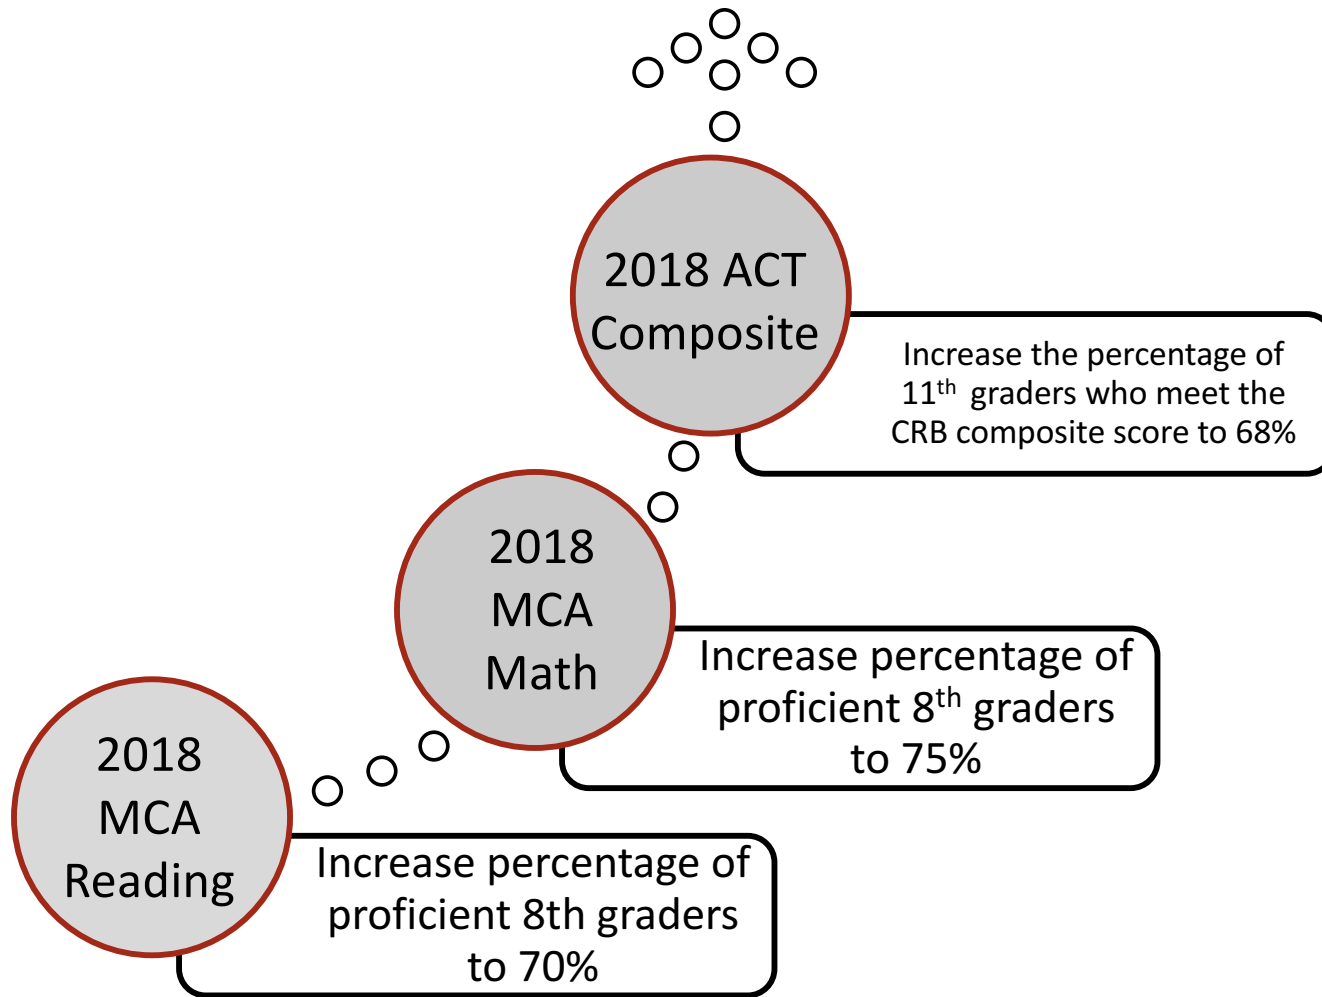 2018 ACT
Composite
Increase the percentage of
11th graders who meet the
CRB composite score to 68%
2018
MCA
Math
Increase percentage of
proficient 8th graders
to 75%
2018
MCA
Reading
Increase percentage of
proficient 8th graders
to 70%